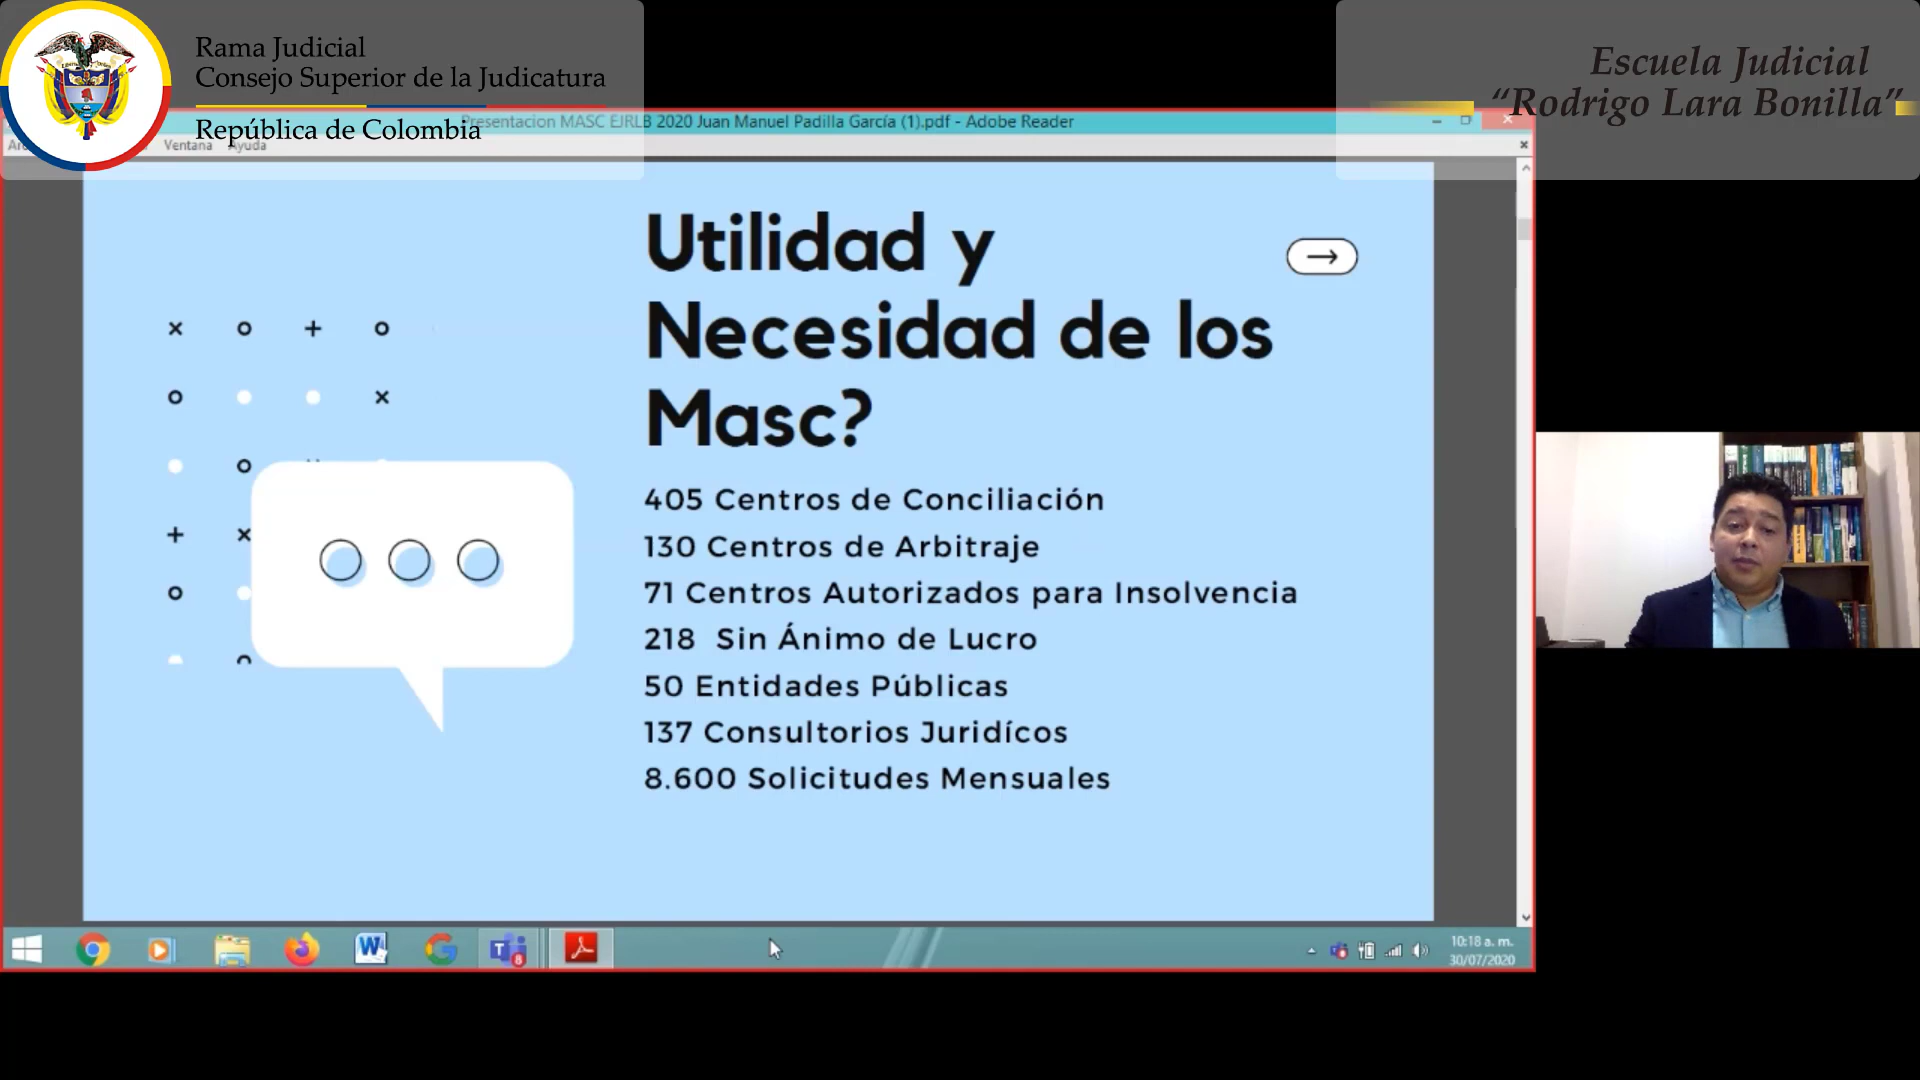 Rama Judicial
Consejo Superior de la Judicatura
República de Colombia
Escuela Judicial
“Rodrigo Lara Bonilla”
Presentacion MASC EJRLB 2020 Juan Manuel Padilla García (1).pdf - Adobe Reader
Ventana Ayuda
Utilidad y
Necesidad de los
Masc?
405 Centros de Conciliación
130 Centros de Arbitraje
71 Centros Autorizados para Insolvencia
218 Sin Ánimo de Lucro
50 Entidades Públicas
137 Consultorios Juridícos
8.600 Solicitudes Mensuales
10:18 a. m.
30/07/2020